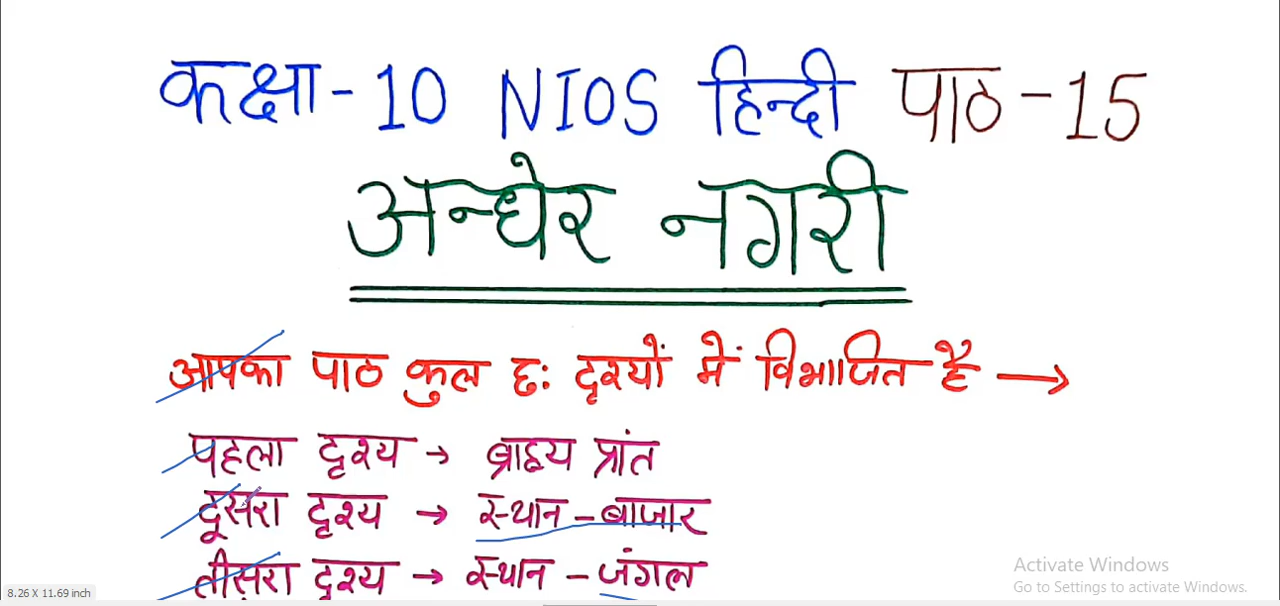 कक्षा-10 NIOS हिन्दी पाठ-15
अन्धेर नगरी
आपका पाठ कुल छः दृश्यों में विभाजित है →
पहला दृश्य → ब्राह्य प्रांत
दूसरा दृश्य → स्थान - बाजार
तीसरा दृश्य → स्थान - जंगल
Activate Windows
Go to Settings to activate Windows.
8.26 X 11.69 inch